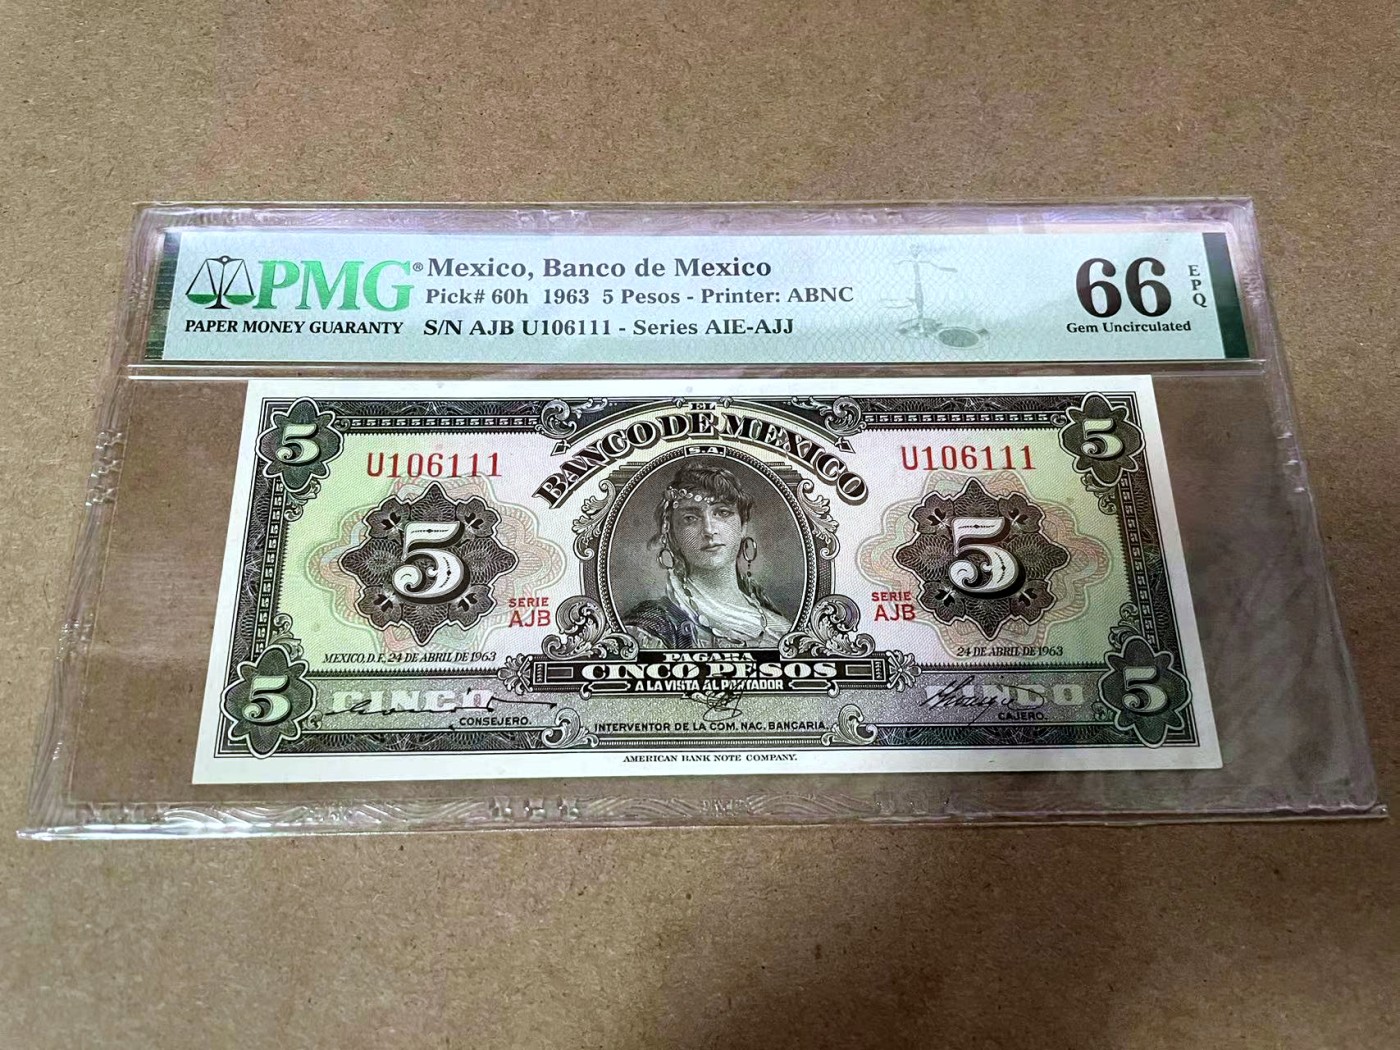 PMG®
PAPER MONEY GUARANTY
Mexico, Banco de Mexico
Pick# 60h 1963 5 Pesos - Printer: ABNC
S/N AJB U106111 - Series AIE-AJJ
66
EPQ
Gem Uncirculated
EL
BANCO DE MEXICO
S.A.
5
5
U106111
U106111
5
5
SERIE
AJB
SERIE
AJB
MEXICO, D.F. 24 DE ABRIL DE 1963
24 DE ABRIL DE 1963
PAGARA
CINCO PESOS
A LA VISTA AL PORTADOR
5
CINCO
CINCO
5
CONSEJERO.
INTERVENTOR DE LA COM. NAC. BANCARIA.
CAJERO.
AMERICAN BANK NOTE COMPANY.